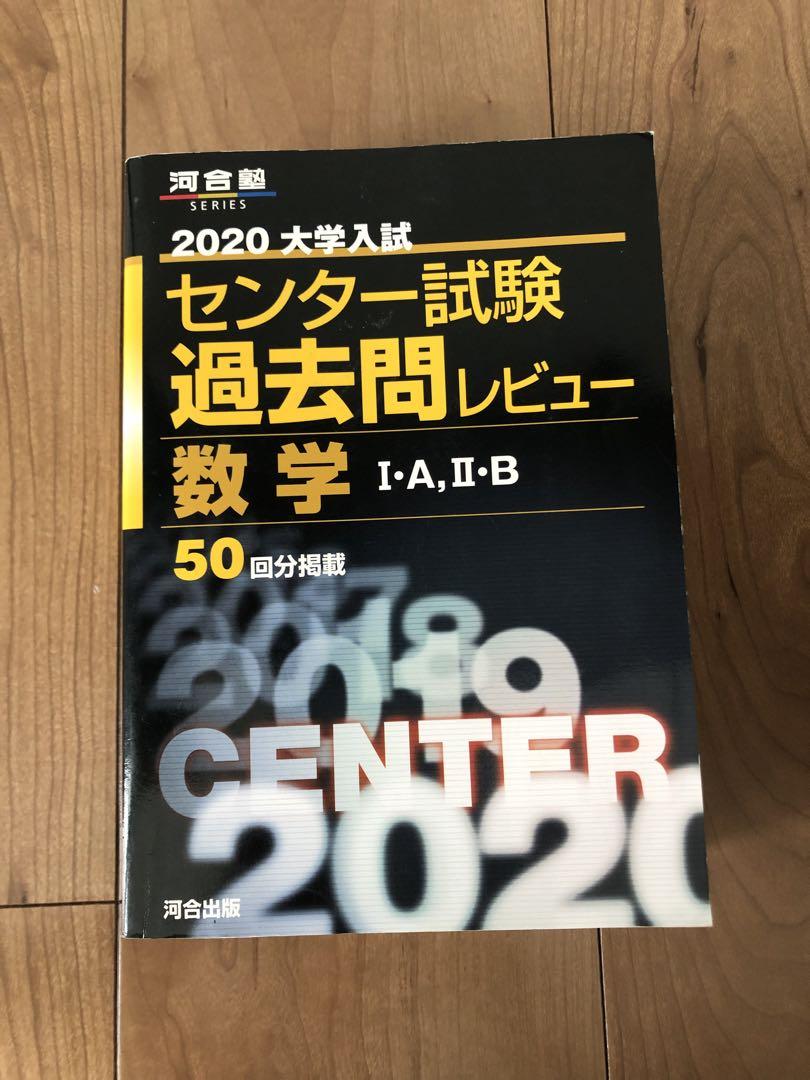 河合塾
SERIES
2020 大学入試
センター試験
過去問レビュー
数学 I・A, II・B
50回分掲載
2017
2018
2019
CENTER
2020
河合出版